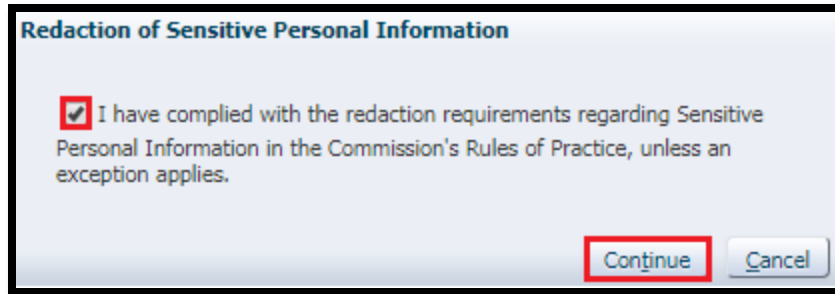 Redaction of Sensitive Personal Information
I have complied with the redaction requirements regarding Sensitive
Personal Information in the Commission's Rules of Practice, unless an
exception applies.
Continue Cancel